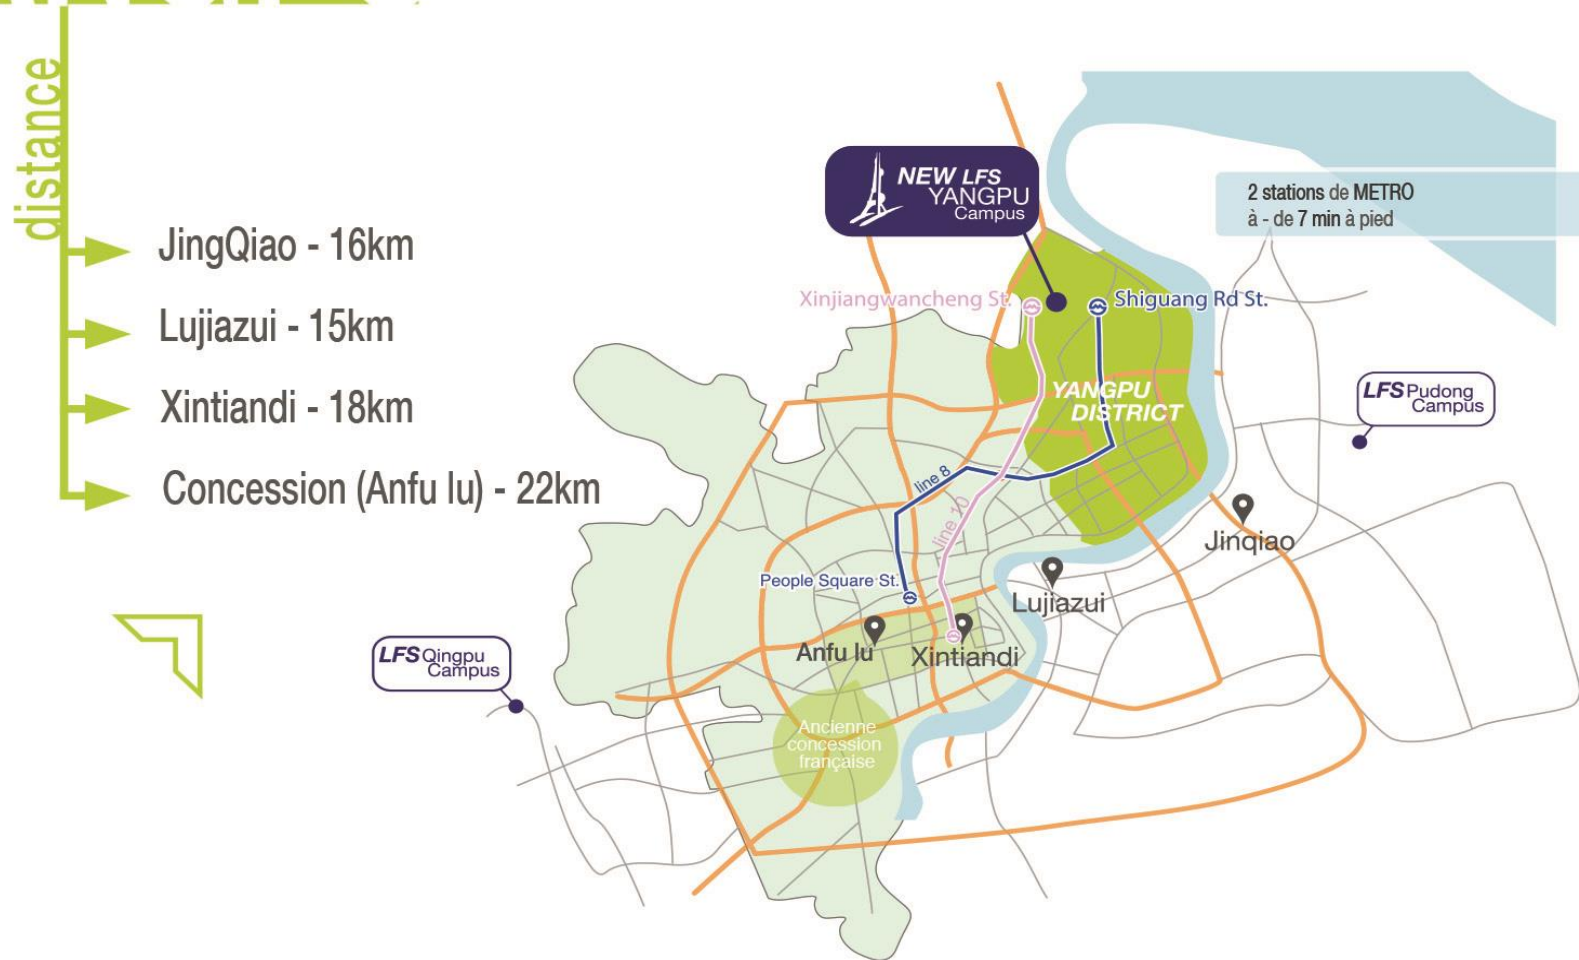 distance
JingQiao - 16km
Lujiazui - 15km
Xintiandi - 18km
Concession (Anfu lu) - 22km
NEW LFS
YANGPU
Campus
2 stations de METRO
à - de 7 min à pied
Xinjiangwancheng St.
Shiguang Rd St.
YANGPU
DISTRICT
LFS Pudong
Campus
line 8
line 10
Jinqiao
People Square St.
Lujiazui
Anfu lu
Xintiandi
LFS Qingpu
Campus
Ancienne
concession
française